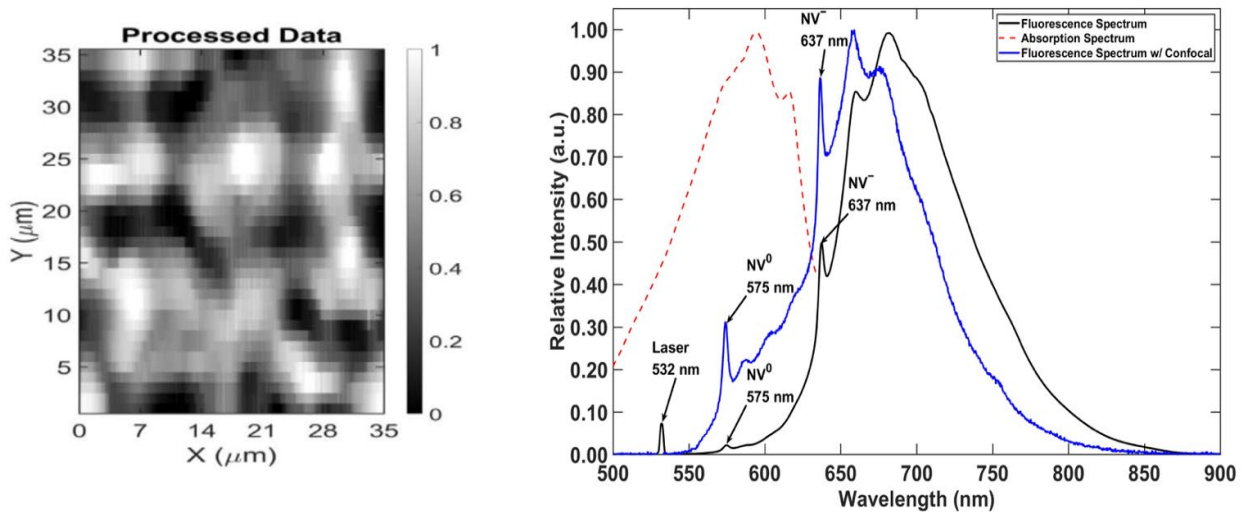 Processed Data
35
30
25
20
15
10
5
Y (μm)
0 7 14 21 28 35
X (μm)
1
0.8
0.6
0.4
0.2
0
NV⁻
637 nm
Fluorescence Spectrum
Absorption Spectrum
Fluorescence Spectrum w/ Confocal
NV⁻
637 nm
NV⁰
575 nm
Laser
532 nm
NV⁰
575 nm
Relative Intensity (a.u.)
1.00
0.90
0.80
0.70
0.60
0.50
0.40
0.30
0.20
0.10
0.00
500 550 600 650 700 750 800 850 900
Wavelength (nm)